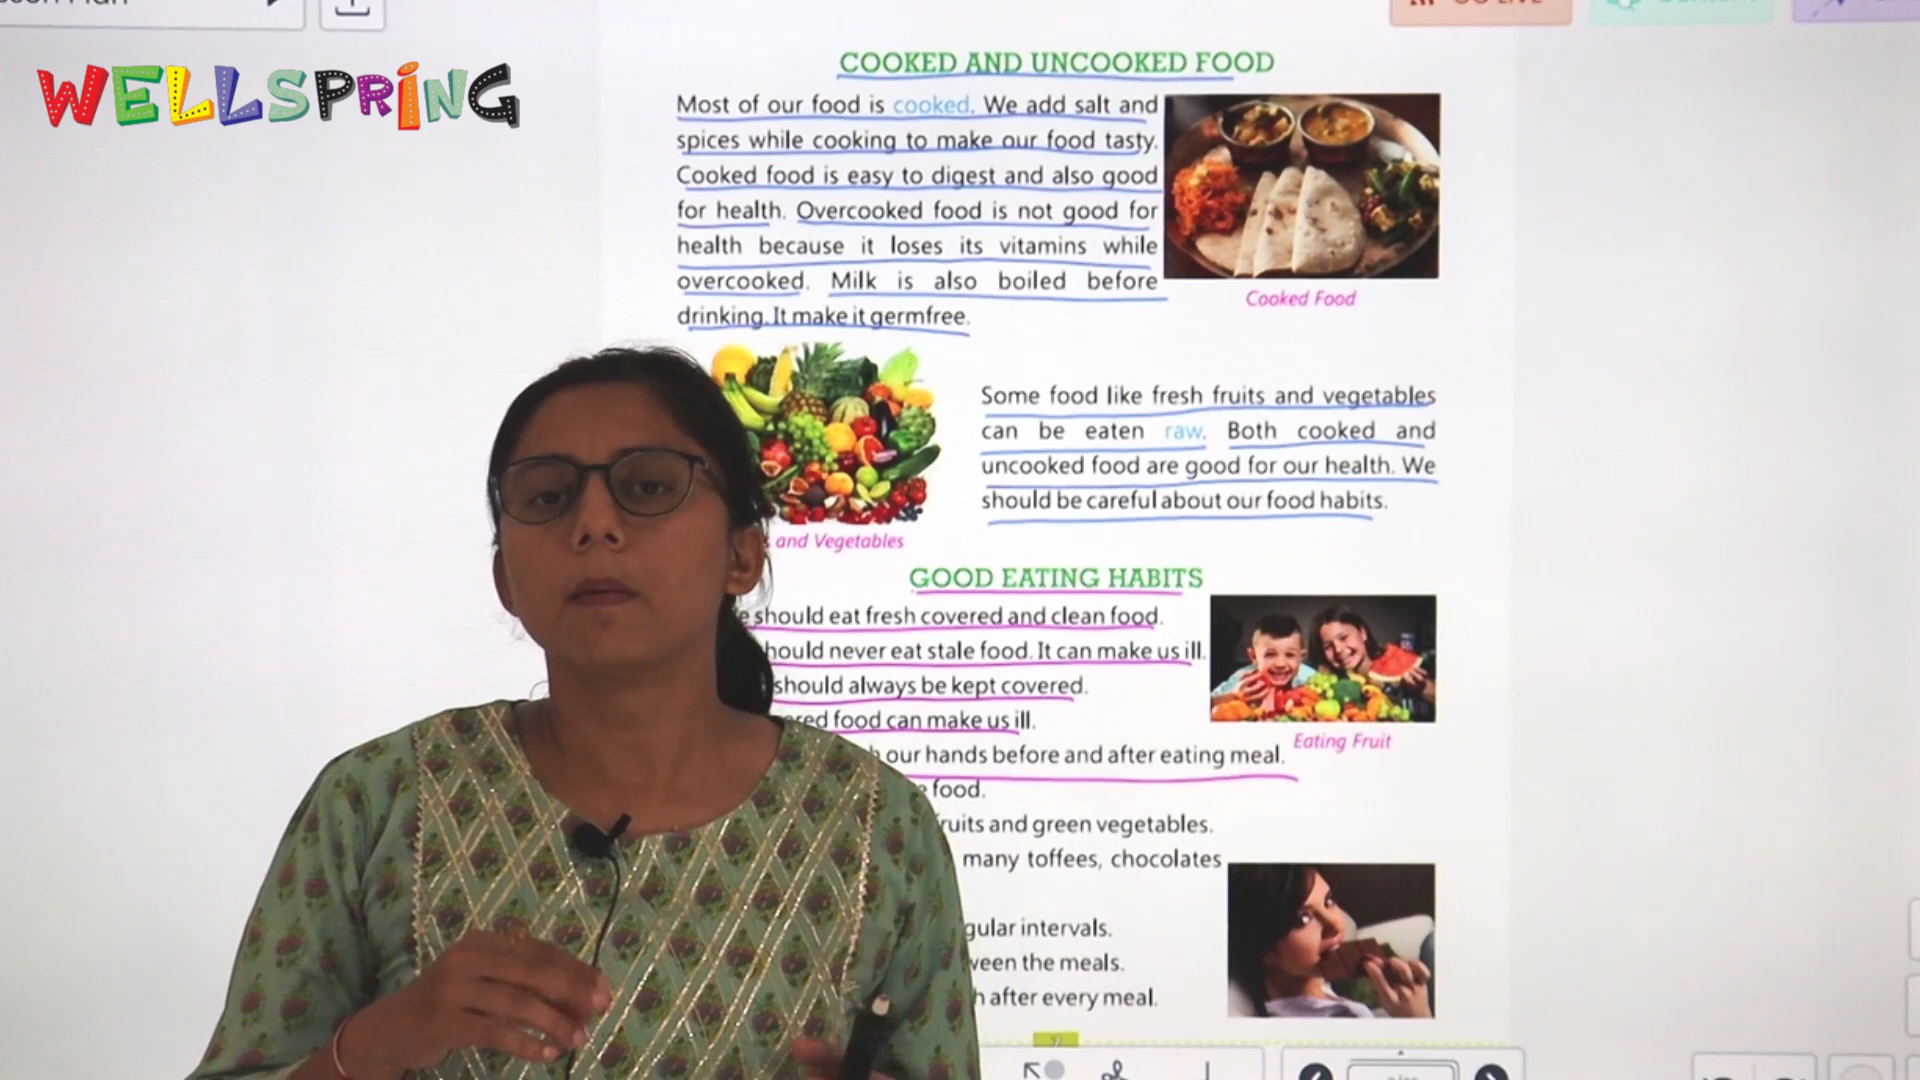 WELLSPRiNG
COOKED AND UNCOOKED FOOD
Most of our food is cooked. We add salt and
spices while cooking to make our food tasty.
Cooked food is easy to digest and also good
for health. Overcooked food is not good for
health because it loses its vitamins while
overcooked. Milk is also boiled before
drinking. It make it germfree.
Cooked Food
Some food like fresh fruits and vegetables
can be eaten raw. Both cooked and
uncooked food are good for our health. We
should be careful about our food habits.
and Vegetables
GOOD EATING HABITS
should eat fresh covered and clean food.
should never eat stale food. It can make us ill.
should always be kept covered.
food can make us ill.
our hands before and after eating meal.
food.
fruits and green vegetables.
many toffees, chocolates
intervals.
the meals.
after every meal.
Eating Fruit
7